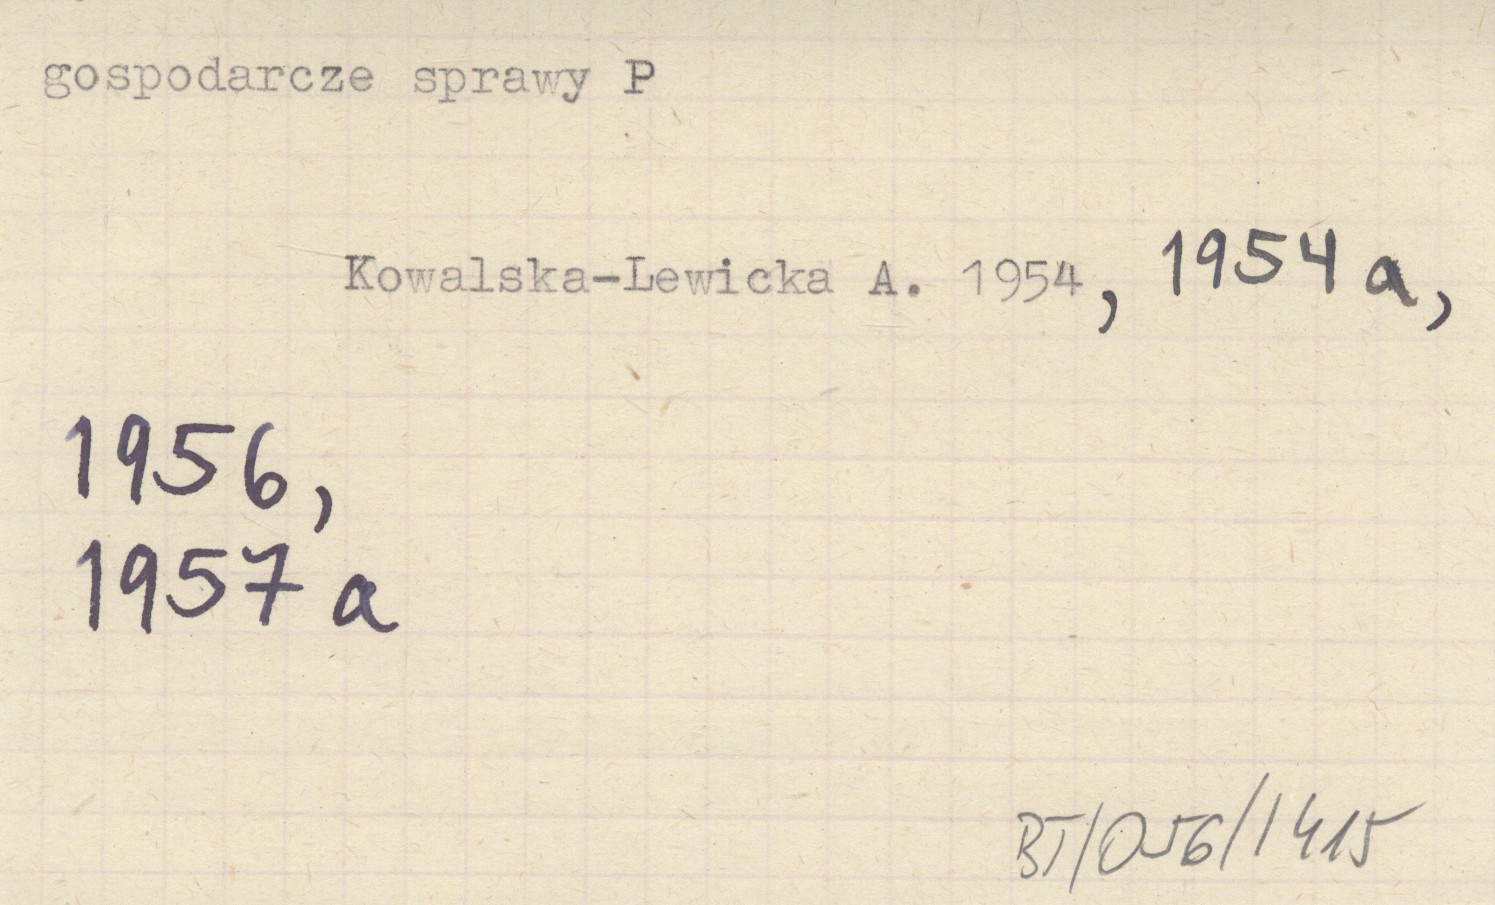 gospodarcze sprawy P
Kowalska-Lewicka A. 1954, 1954 a,
1956,
1957 a
BT/056/1415